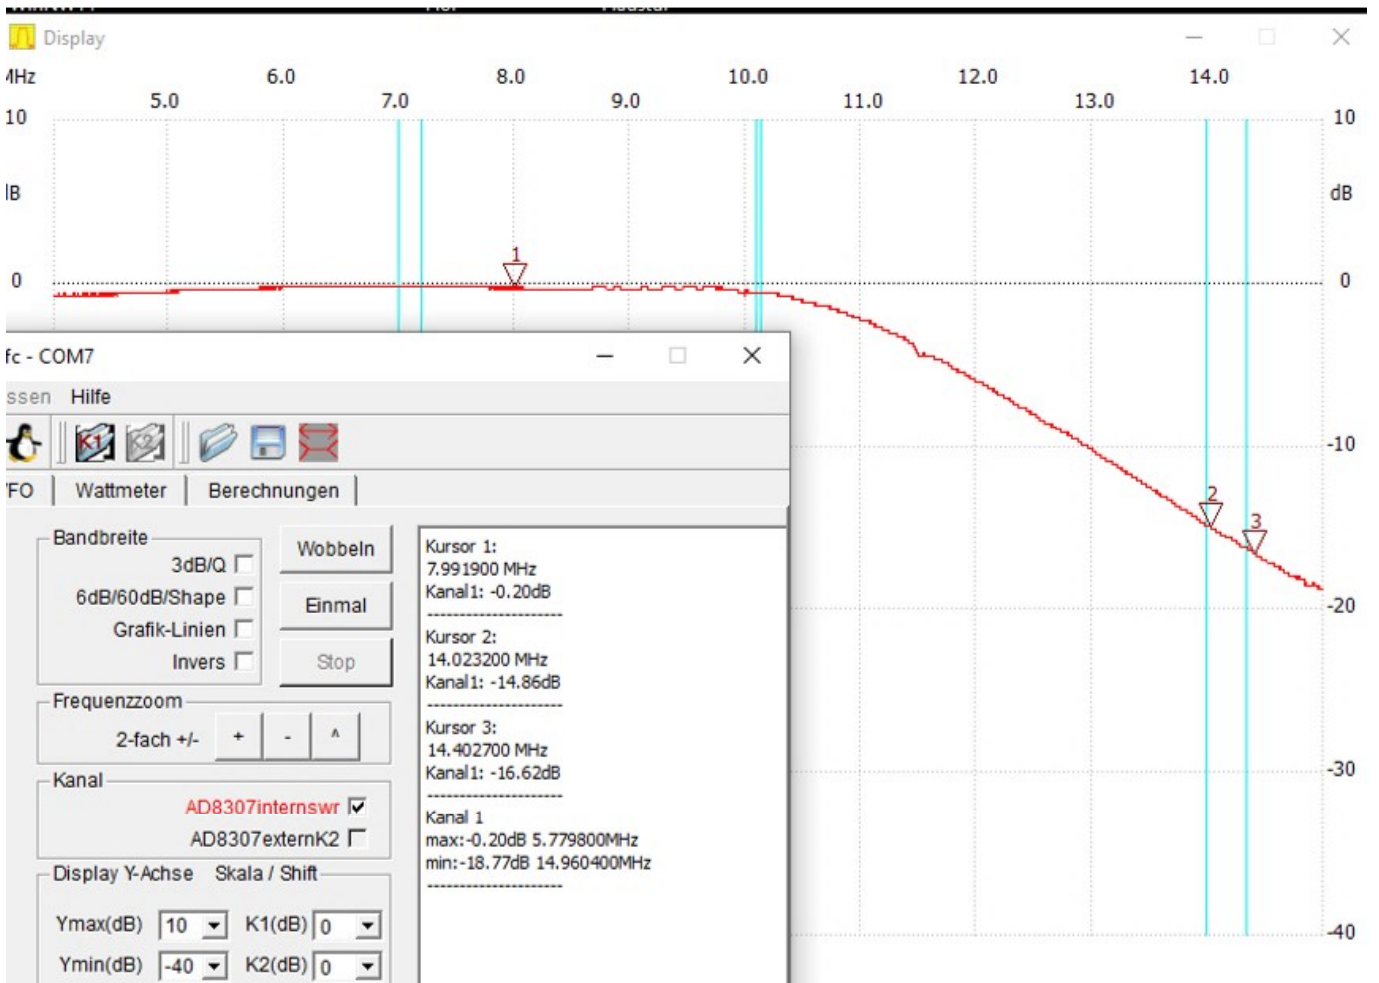 Display
MHz 6.0 8.0 10.0 12.0 14.0
5.0 7.0 9.0 11.0 13.0
10 10
dB dB
0 1 0
fc - COM7
ssen Hilfe
K1 K2
-10
FO Wattmeter Berechnungen
2
3
-20
-30
-40
Bandbreite
3dB/Q
6dB/60dB/Shape
Grafik-Linien
Invers
Wobbeln
Einmal
Stop
Frequenzzoom
2-fach +/- + - ^
Kanal
AD8307internswr
AD8307externK2
Display Y-Achse Skala / Shift
Ymax(dB) 10 K1(dB) 0
Ymin(dB) -40 K2(dB) 0
Kursor 1:
7.991900 MHz
Kanal1: -0.20dB
----------------------
Kursor 2:
14.023200 MHz
Kanal1: -14.86dB
----------------------
Kursor 3:
14.402700 MHz
Kanal1: -16.62dB
----------------------
Kanal 1
max:-0.20dB 5.779800MHz
min:-18.77dB 14.960400MHz
----------------------